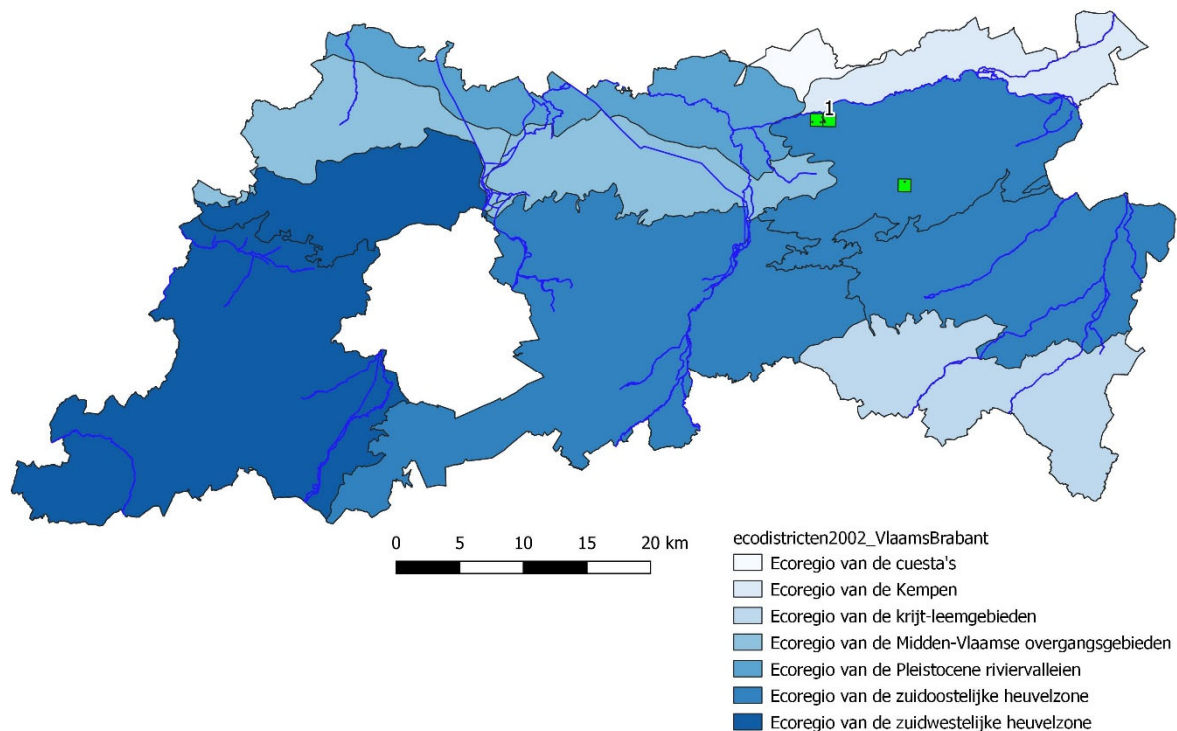 1
0 5 10 15 20 km
ecodistricten2002_VlaamsBrabant
Ecoregio van de cuesta's
Ecoregio van de Kempen
Ecoregio van de krijt-leemgebieden
Ecoregio van de Midden-Vlaamse overgangsgebieden
Ecoregio van de Pleistocene riviervalleien
Ecoregio van de zuidoostelijke heuvelzone
Ecoregio van de zuidwestelijke heuvelzone